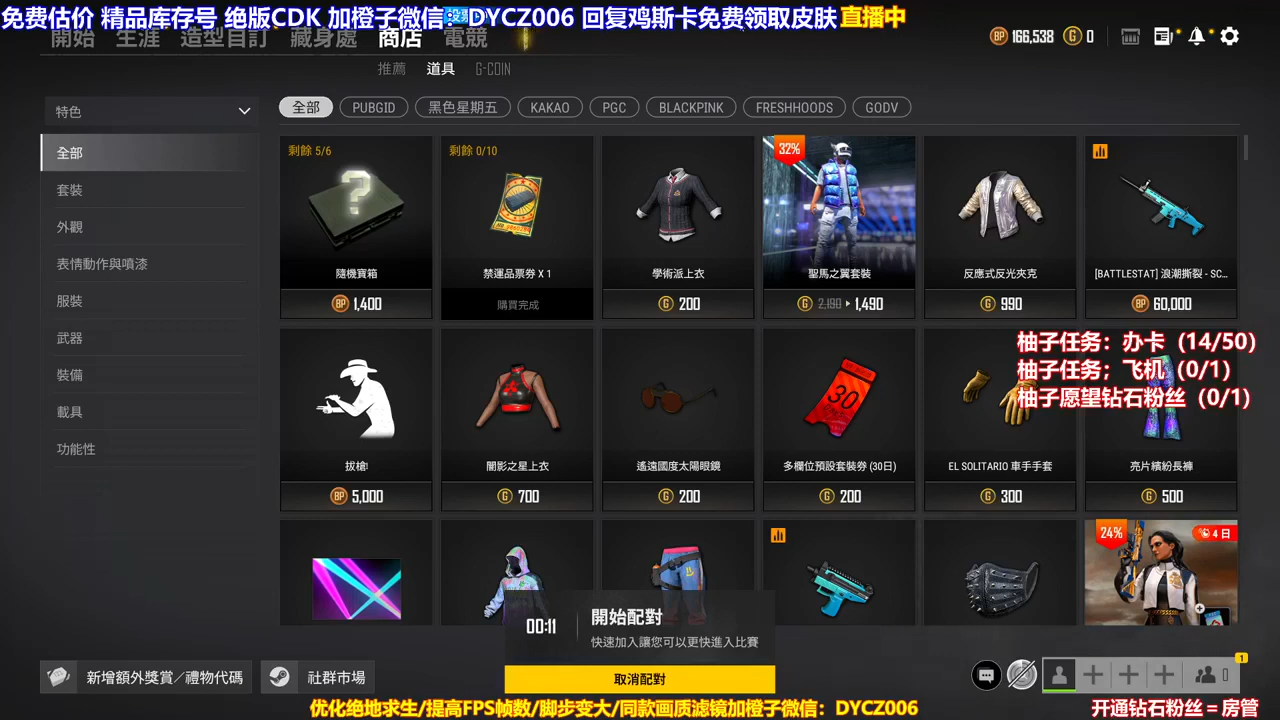 免费估价 精品库存号 绝版CDK 加橙子微信：DYCZ006 回复鸡斯卡免费领取皮肤 直播中
開始 生涯 造型自訂 藏身處 商店 電競
BP 166,538 G 0
推薦 道具 G-COIN
特色
全部 PUBGID 黑色星期五 KAKAO PGC BLACKPINK FRESHHOODS GODV
全部
套裝
外觀
表情動作與噴漆
服裝
武器
裝備
載具
功能性
剩餘 5/6
隨機寶箱
BP 1,400
剩餘 0/10
禁運品票券 X 1
購買完成
學術派上衣
G 200
32%
聖馬之翼套裝
G 2,190 ▸ 1,490
反應式反光夾克
G 990
[BATTLESTAT] 浪潮撕裂 - SC...
BP 60,000
柚子任务：办卡（14/50）
柚子任务；飞机（0/1）
柚子愿望钻石粉丝（0/1）
拔槍!
BP 5,000
闇影之星上衣
G 700
遙遠國度太陽眼鏡
G 200
30
多欄位預設套裝券 (30日)
G 200
EL SOLITARIO 車手手套
G 300
亮片繽紛長褲
G 500
24%
4 日
00:11
開始配對
快速加入讓您可以更快進入比賽
取消配對
新增額外獎賞／禮物代碼
社群市場
0
1
优化绝地求生/提高FPS帧数/脚步变大/同款画质滤镜加橙子微信：DYCZ006
开通钻石粉丝＝房管